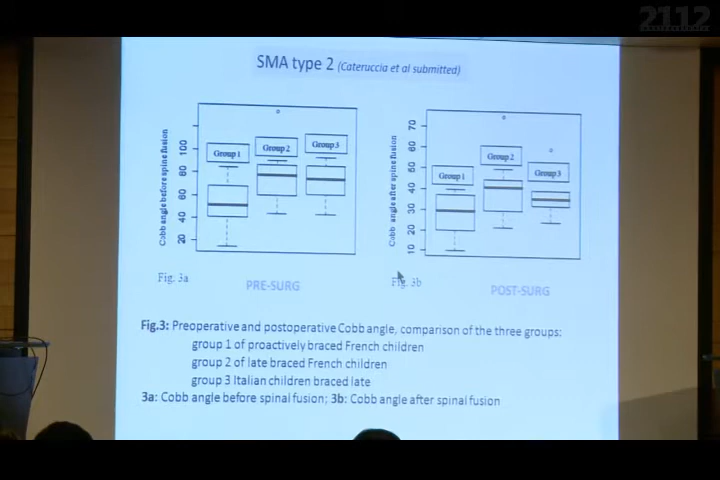 2112
SMA type 2 (Cateruccia et al submitted)
Cobb angle before spine fusion
20 40 60 80 100
Group 1 Group 2 Group 3
Cobb angle after spine fusion
10 20 30 40 50 60 70
Group 1 Group 2 Group 3
Fig. 3a
Fig. 3b
PRE-SURG
POST-SURG
Fig.3: Preoperative and postoperative Cobb angle, comparison of the three groups:
group 1 of proactively braced French children
group 2 of late braced French children
group 3 Italian children braced late
3a: Cobb angle before spinal fusion; 3b: Cobb angle after spinal fusion